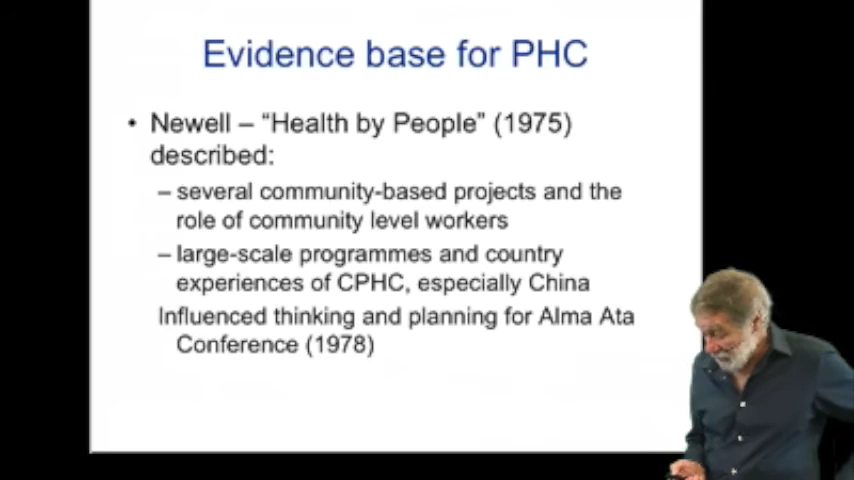 Evidence base for PHC
• Newell – “Health by People” (1975)
described:
– several community-based projects and the
role of community level workers
– large-scale programmes and country
experiences of CPHC, especially China
Influenced thinking and planning for Alma Ata
Conference (1978)